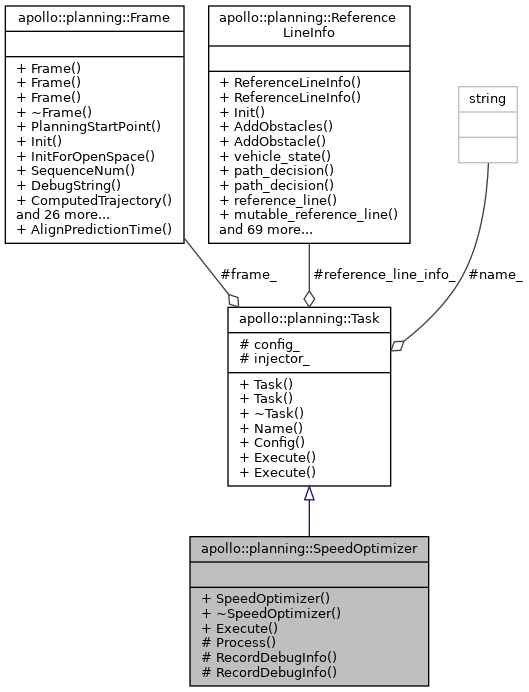 apollo::planning::Frame
+ Frame()
+ Frame()
+ Frame()
+ ~Frame()
+ PlanningStartPoint()
+ Init()
+ InitForOpenSpace()
+ SequenceNum()
+ DebugString()
+ ComputedTrajectory()
and 26 more...
+ AlignPredictionTime()
apollo::planning::Reference
LineInfo
+ ReferenceLineInfo()
+ ReferenceLineInfo()
+ Init()
+ AddObstacles()
+ AddObstacle()
+ vehicle_state()
+ path_decision()
+ path_decision()
+ reference_line()
+ mutable_reference_line()
and 69 more...
string
#frame_
#reference_line_info_
#name_
apollo::planning::Task
# config_
# injector_
+ Task()
+ Task()
+ ~Task()
+ Name()
+ Config()
+ Execute()
+ Execute()
apollo::planning::SpeedOptimizer
+ SpeedOptimizer()
+ ~SpeedOptimizer()
+ Execute()
# Process()
# RecordDebugInfo()
# RecordDebugInfo()